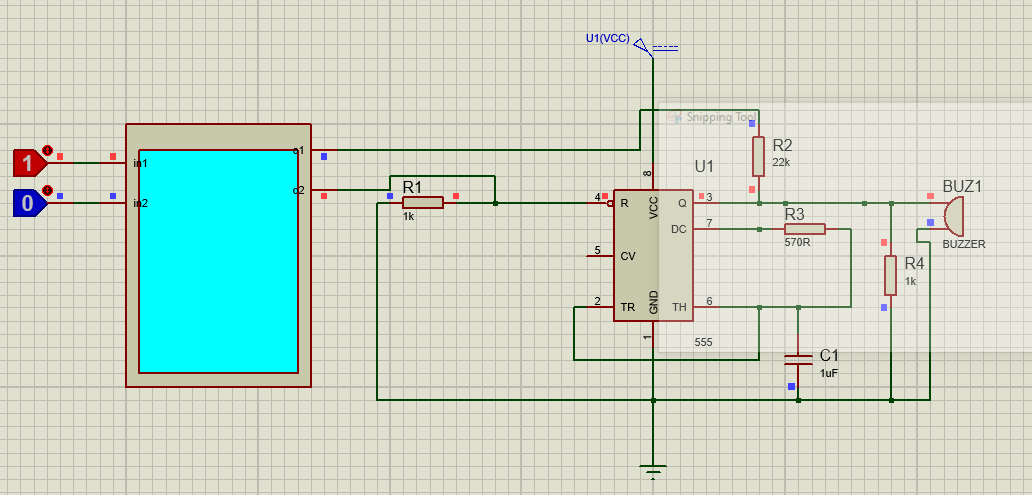 U1(VCC)
Snipping Tool
1
in1
0
in2
o1
o2
R1
1k
U1
8
VCC
4
R
5
CV
2
TR
Q
3
DC
7
TH
6
GND
1
555
R2
22k
R3
570R
R4
1k
C1
1uF
BUZ1
BUZZER